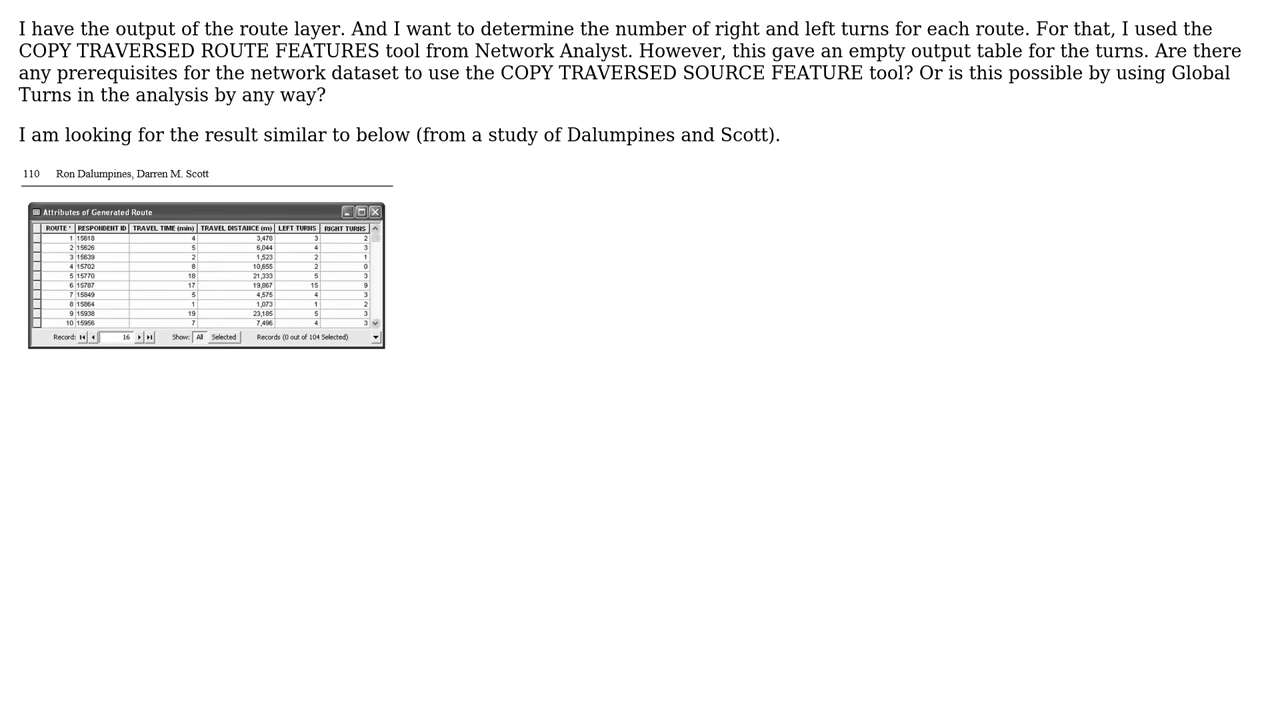 I have the output of the route layer. And I want to determine the number of right and left turns for each route. For that, I used the
COPY TRAVERSED ROUTE FEATURES tool from Network Analyst. However, this gave an empty output table for the turns. Are there
any prerequisites for the network dataset to use the COPY TRAVERSED SOURCE FEATURE tool? Or is this possible by using Global
Turns in the analysis by any way?
I am looking for the result similar to below (from a study of Dalumpines and Scott).
110 Ron Dalumpines, Darren M. Scott
Attributes of Generated Route
ROUTE * RESPONDENT ID TRAVEL TIME (min) TRAVEL DISTANCE (m) LEFT TURNS RIGHT TURNS
1 15618 4 3,478 3 2
2 15626 5 6,044 4 3
3 15639 2 1,523 2 1
4 15702 8 10,655 2 0
5 15770 18 21,333 5 3
6 15787 17 19,867 15 9
7 15849 5 4,575 4 3
8 15864 1 1,073 1 2
9 15938 19 23,185 5 3
10 15956 7 7,496 4 3
Record: 16 Show: All Selected Records (0 out of 104 Selected)